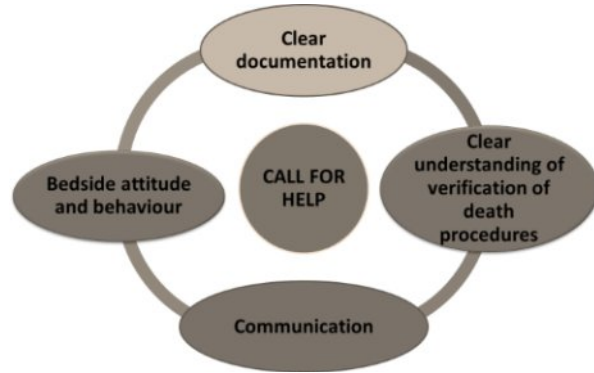 Clear
documentation
Clear
understanding of
verification of
death
procedures
Communication
Bedside attitude
and behaviour
CALL FOR
HELP